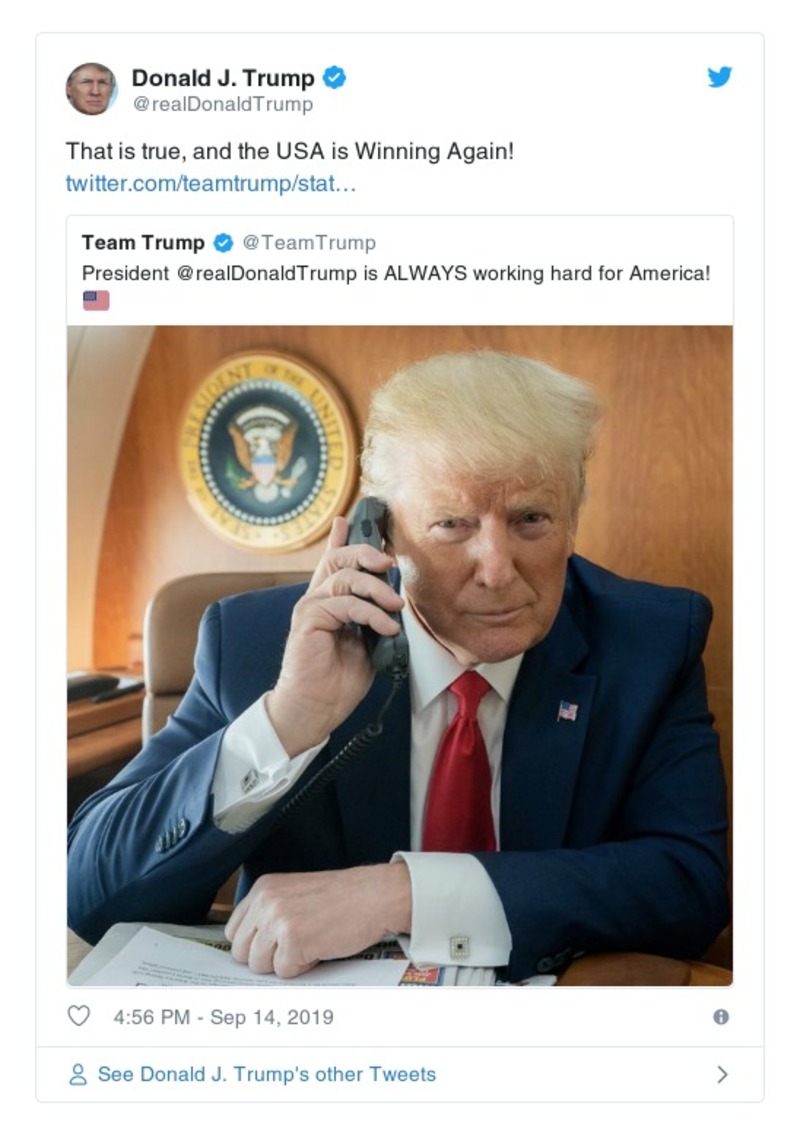 Donald J. Trump
@realDonaldTrump
That is true, and the USA is Winning Again!
twitter.com/teamtrump/stat…
Team Trump @TeamTrump
President @realDonaldTrump is ALWAYS working hard for America!
🇺🇸
SEAL OF THE PRESIDENT OF THE UNITED STATES
4:56 PM - Sep 14, 2019
See Donald J. Trump's other Tweets